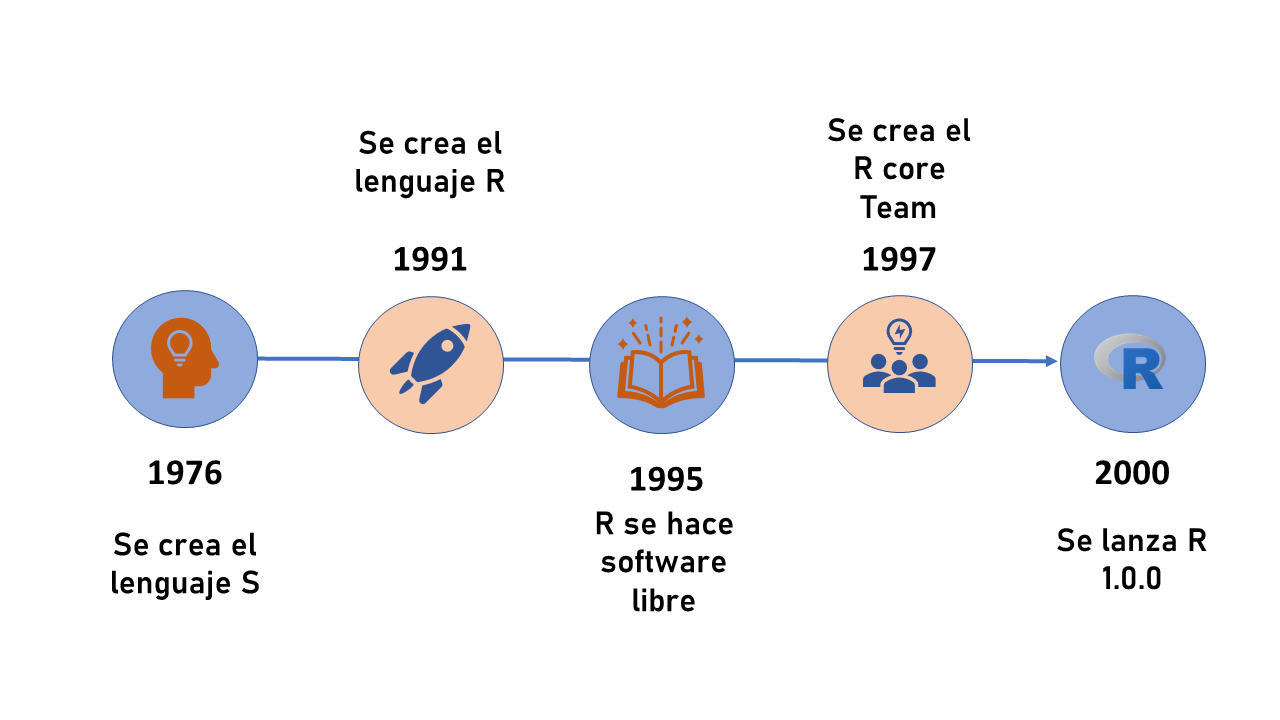 1976
Se crea el
lenguaje S
Se crea el
lenguaje R
1991
1995
R se hace
software
libre
Se crea el
R core
Team
1997
R
2000
Se lanza R
1.0.0